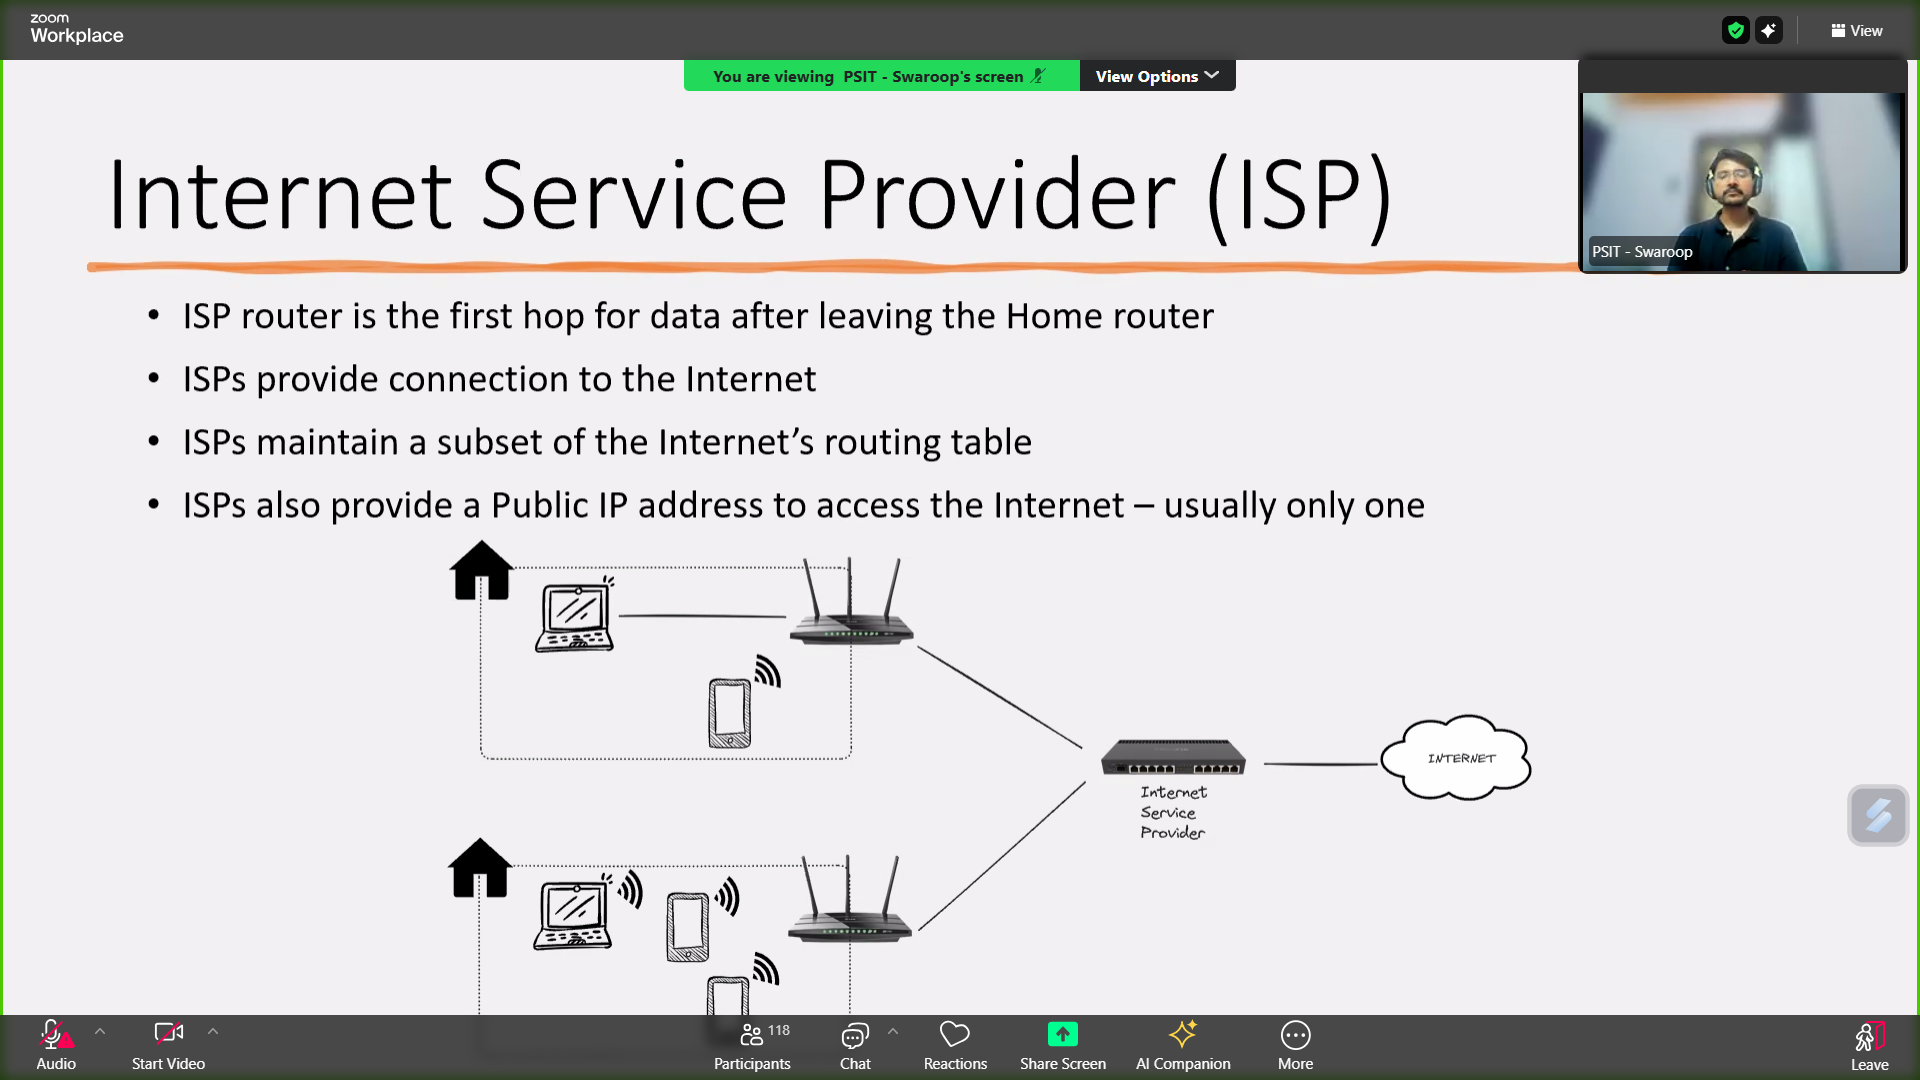 zoom
Workplace
View
You are viewing PSIT - Swaroop's screen
View Options
Internet Service Provider (ISP)
PSIT - Swaroop
• ISP router is the first hop for data after leaving the Home router
• ISPs provide connection to the Internet
• ISPs maintain a subset of the Internet’s routing table
• ISPs also provide a Public IP address to access the Internet – usually only one
INTERNET
Internet
Service
Provider
118
Audio
Start Video
Participants
Chat
Reactions
Share Screen
AI Companion
More
Leave